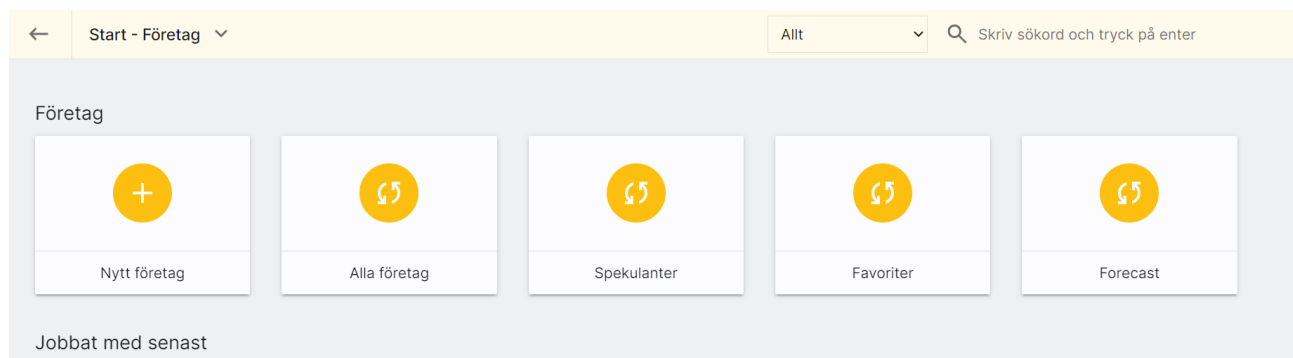 Start - Företag
Allt
Skriv sökord och tryck på enter
Företag
Nytt företag
Alla företag
Spekulanter
Favoriter
Forecast
Jobbat med senast